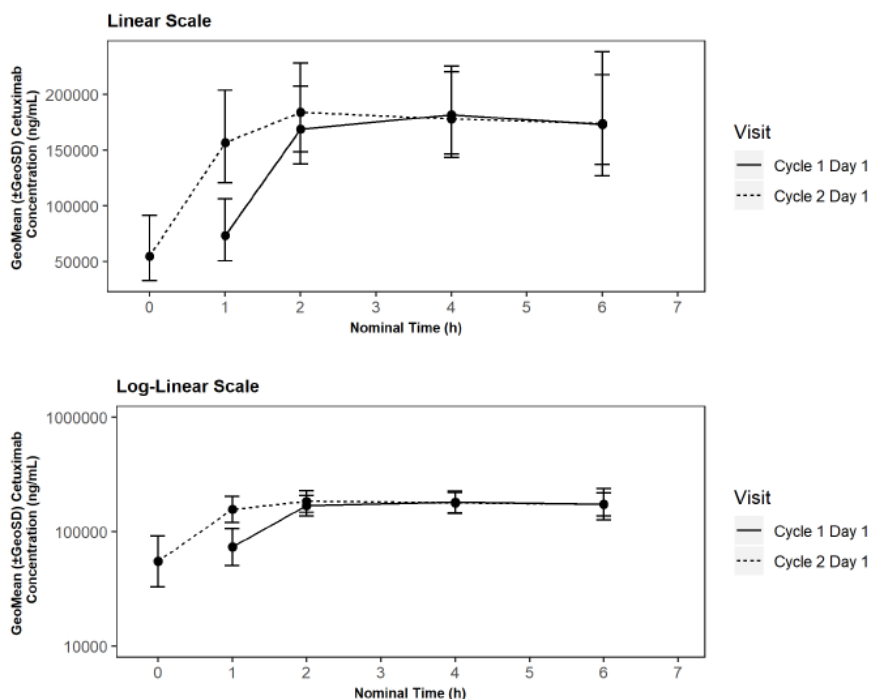 Linear Scale
GeoMean (±GeoSD) Cetuximab
Concentration (ng/mL)
200000
150000
100000
50000
0 1 2 3 4 5 6 7
Nominal Time (h)
Visit
Cycle 1 Day 1
Cycle 2 Day 1
Log-Linear Scale
GeoMean (±GeoSD) Cetuximab
Concentration (ng/mL)
1000000
100000
10000
0 1 2 3 4 5 6 7
Nominal Time (h)
Visit
Cycle 1 Day 1
Cycle 2 Day 1